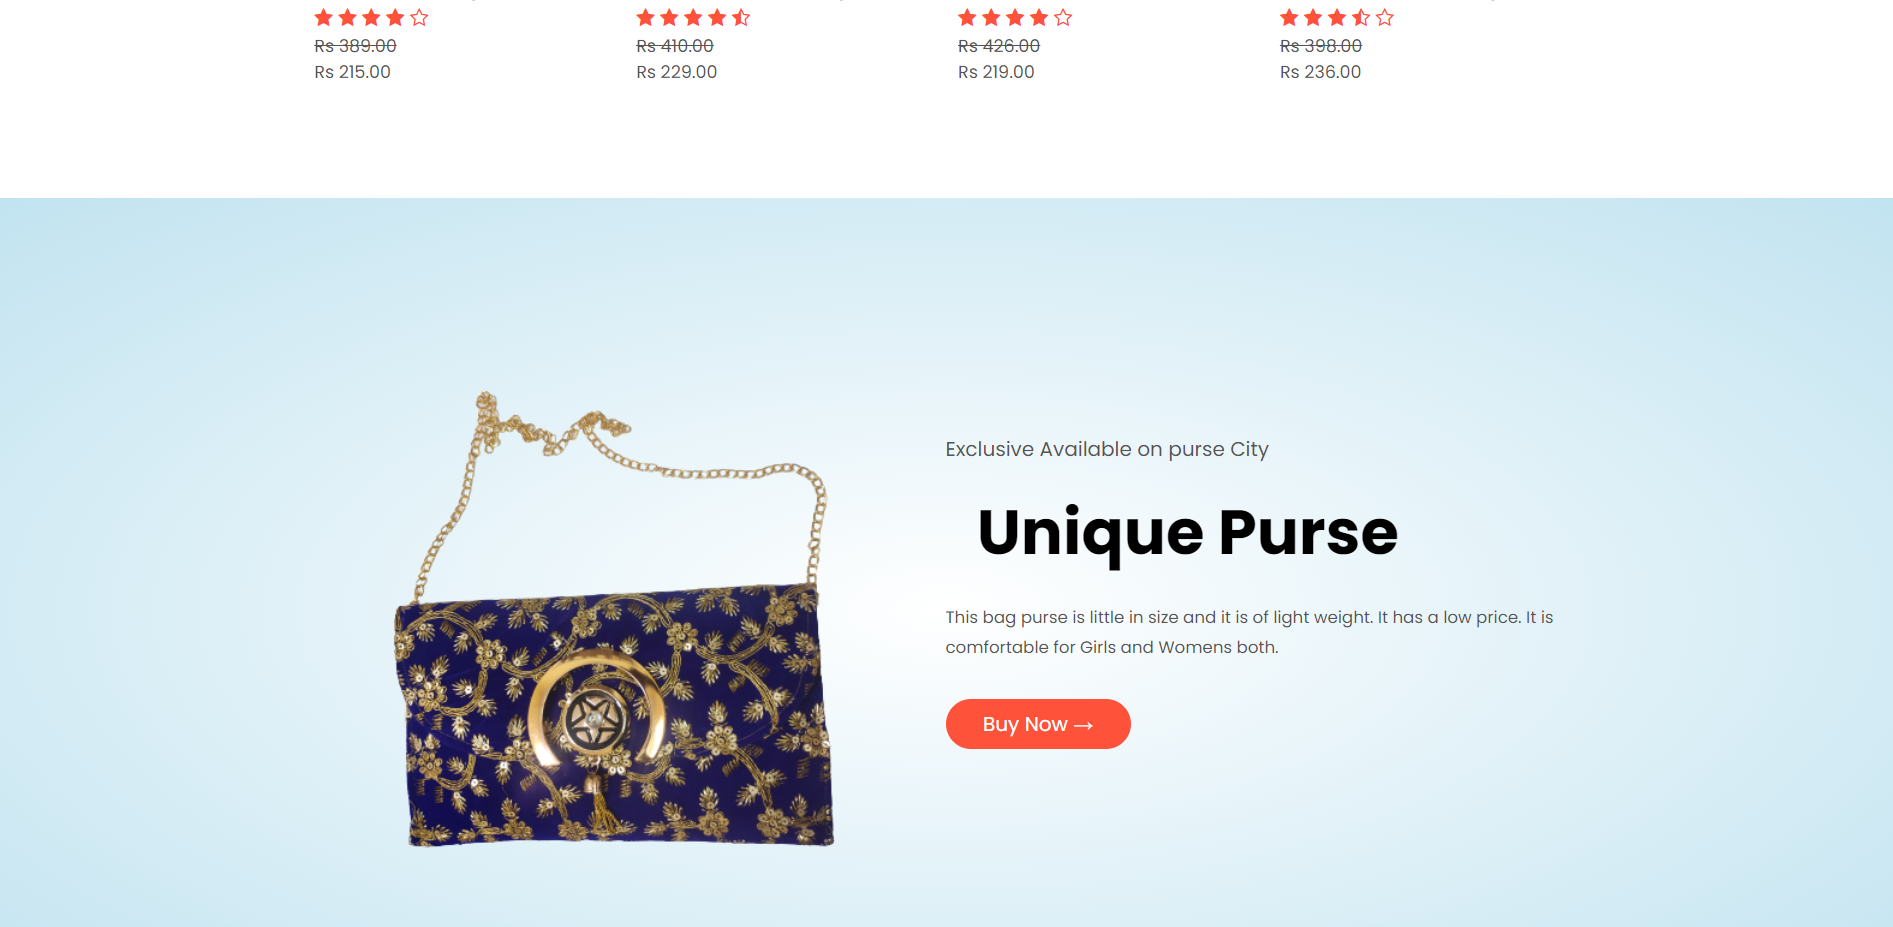 Rs 389.00 Rs 410.00 Rs 426.00 Rs 398.00
Rs 215.00 Rs 229.00 Rs 219.00 Rs 236.00
Exclusive Available on purse City
Unique Purse
This bag purse is little in size and it is of light weight. It has a low price. It is
comfortable for Girls and Womens both.
Buy Now →